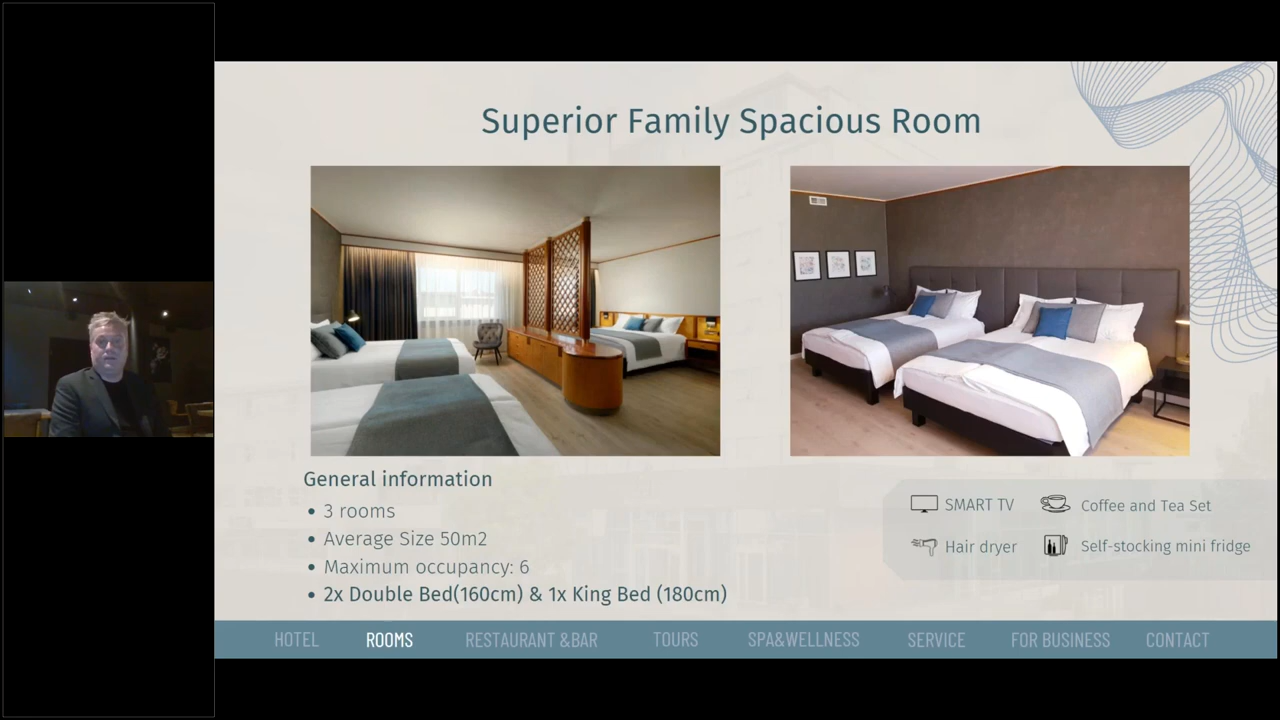 Superior Family Spacious Room
General information
• 3 rooms
• Average Size 50m2
• Maximum occupancy: 6
• 2x Double Bed(160cm) & 1x King Bed (180cm)
SMART TV
Coffee and Tea Set
Hair dryer
Self-stocking mini fridge
HOTEL ROOMS RESTAURANT &BAR TOURS SPA&WELLNESS SERVICE FOR BUSINESS CONTACT